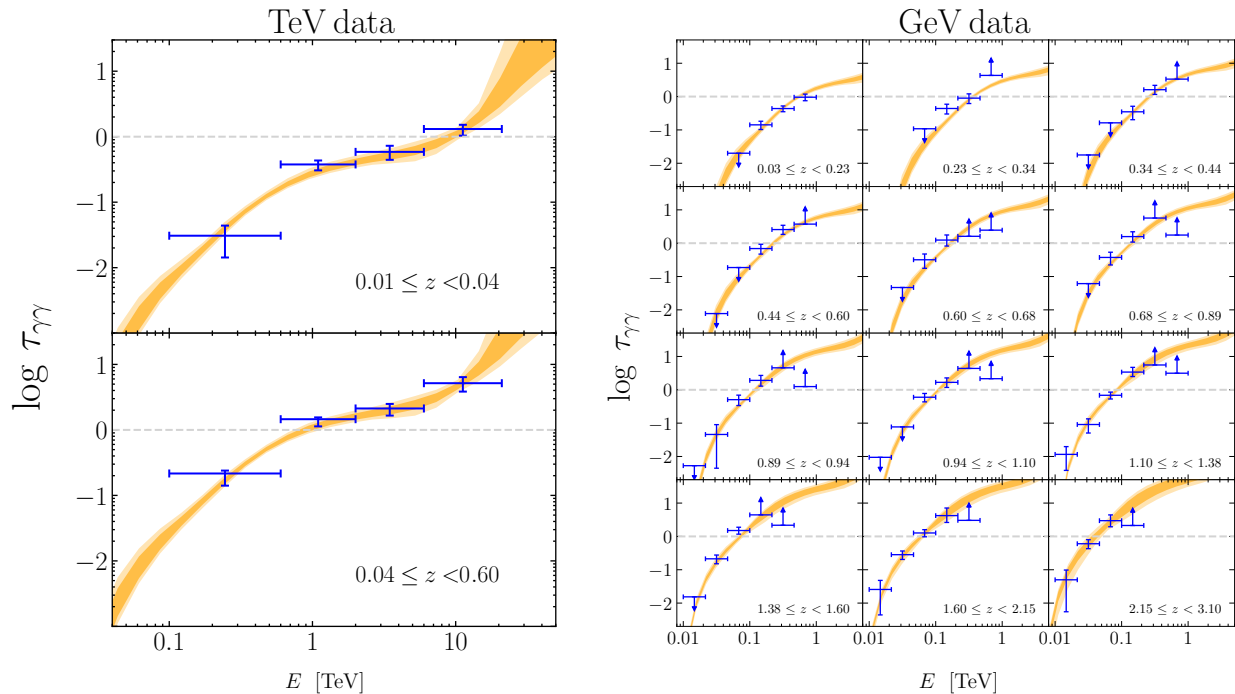 TeV data
1
0
−1
−2
0.01 ≤ z <0.04
1
0
−1
−2
0.04 ≤ z <0.60
0.1 1 10
E [TeV]
log τγγ
GeV data
1
0
−1
−2
0.03 ≤ z < 0.23
0.23 ≤ z < 0.34
0.34 ≤ z < 0.44
1
0
−1
−2
0.44 ≤ z < 0.60
0.60 ≤ z < 0.68
0.68 ≤ z < 0.89
1
0
−1
−2
0.89 ≤ z < 0.94
0.94 ≤ z < 1.10
1.10 ≤ z < 1.38
1
0
−1
−2
1.38 ≤ z < 1.60
1.60 ≤ z < 2.15
2.15 ≤ z < 3.10
0.01 0.1 1
0.01 0.1 1
0.01 0.1 1
E [TeV]
log τγγ